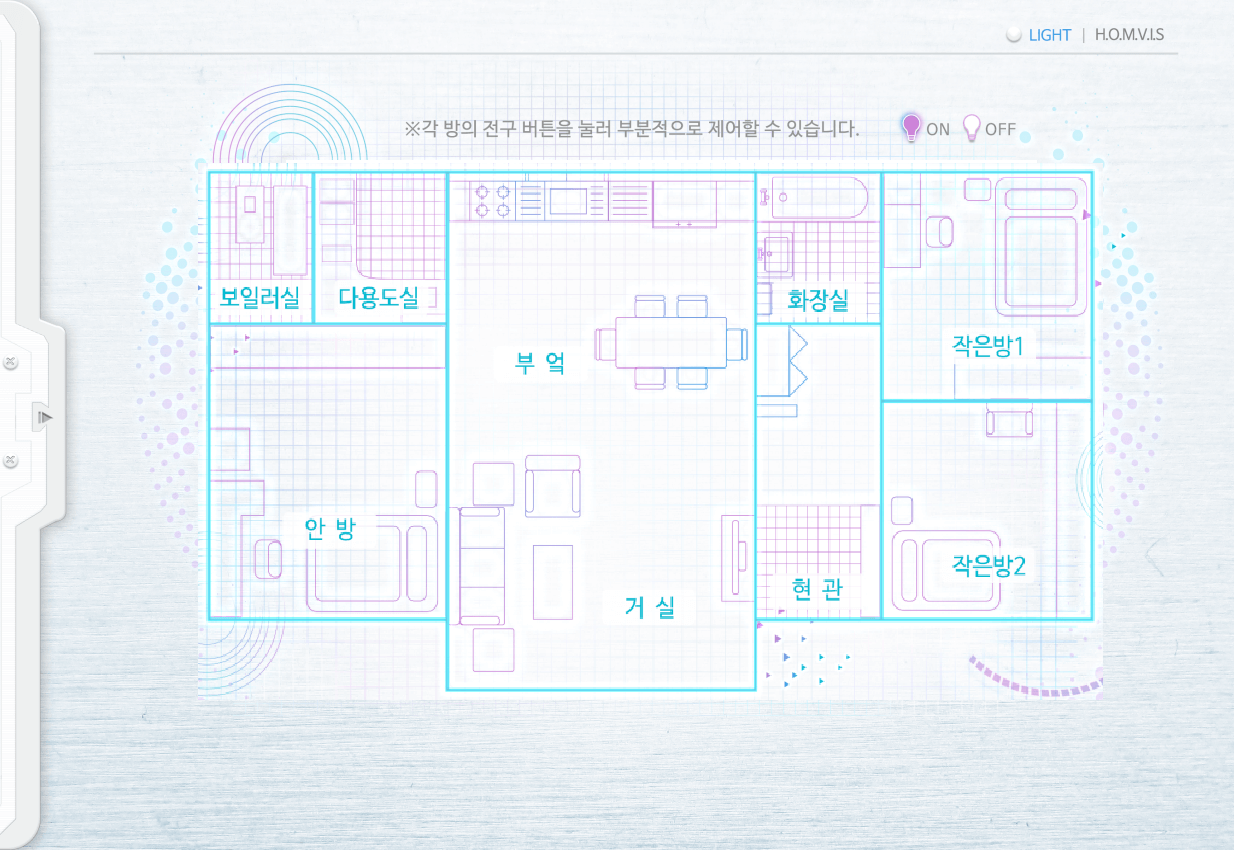 LIGHT | H.O.M.V.I.S
※각 방의 전구 버튼을 눌러 부분적으로 제어할 수 있습니다. ON OFF
보일러실 다용도실 화장실
작은방1
부 엌
안 방
작은방2
현 관
거 실